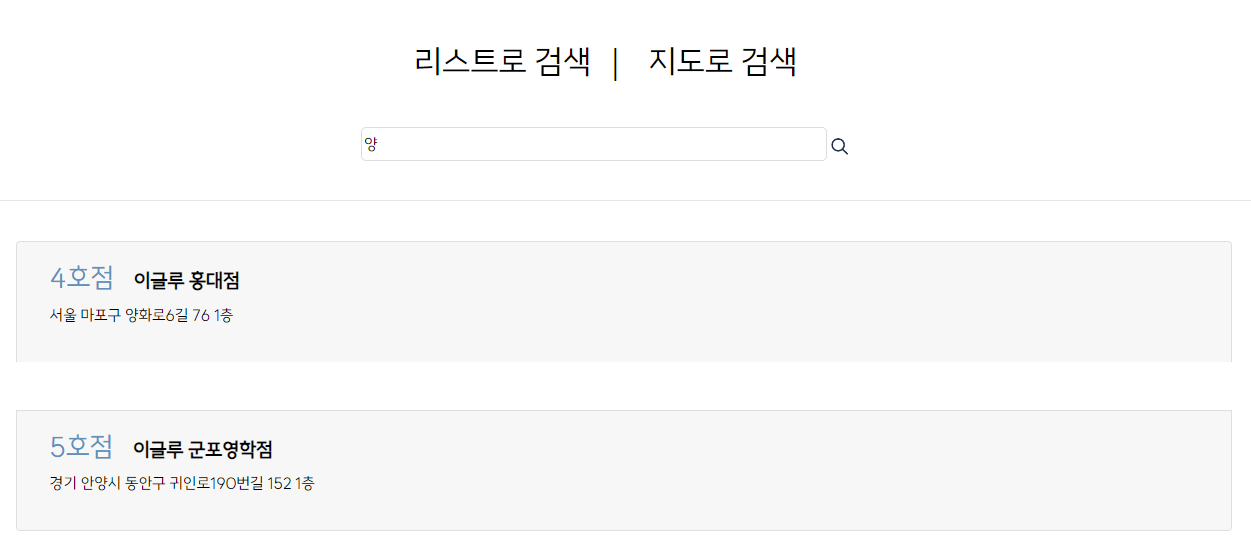 리스트로 검색 | 지도로 검색
양
4호점 이글루 홍대점
서울 마포구 양화로6길 76 1층
5호점 이글루 군포영학점
경기 안양시 동안구 귀인로190번길 152 1층